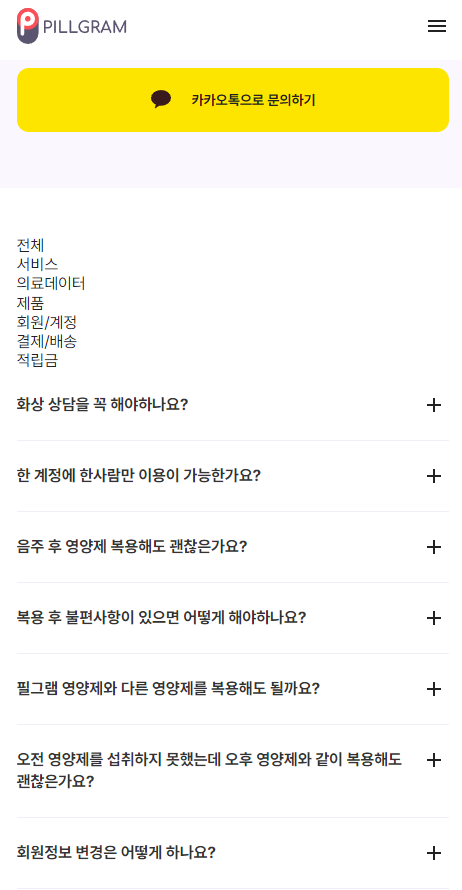 PILLGRAM
카카오톡으로 문의하기
전체
서비스
의료데이터
제품
회원/계정
결제/배송
적립금
화상 상담을 꼭 해야하나요?
한 계정에 한사람만 이용이 가능한가요?
음주 후 영양제 복용해도 괜찮은가요?
복용 후 불편사항이 있으면 어떻게 해야하나요?
필그램 영양제와 다른 영양제를 복용해도 될까요?
오전 영양제를 섭취하지 못했는데 오후 영양제와 같이 복용해도
괜찮은가요?
회원정보 변경은 어떻게 하나요?